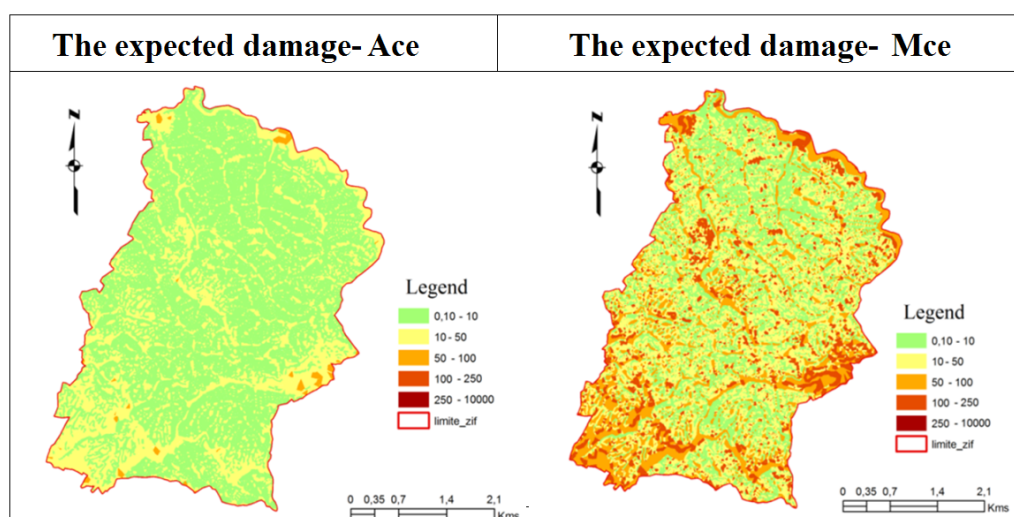 The expected damage- Ace
The expected damage- Mce
N
Legend
0,10 - 10
10 - 50
50 - 100
100 - 250
250 - 10000
limite_zif
0 0,35 0,7 1,4 2,1
Kms
N
Legend
0,10 - 10
10 - 50
50 - 100
100 - 250
250 - 10000
limite_zif
0 0,35 0,7 1,4 2,1
Kms